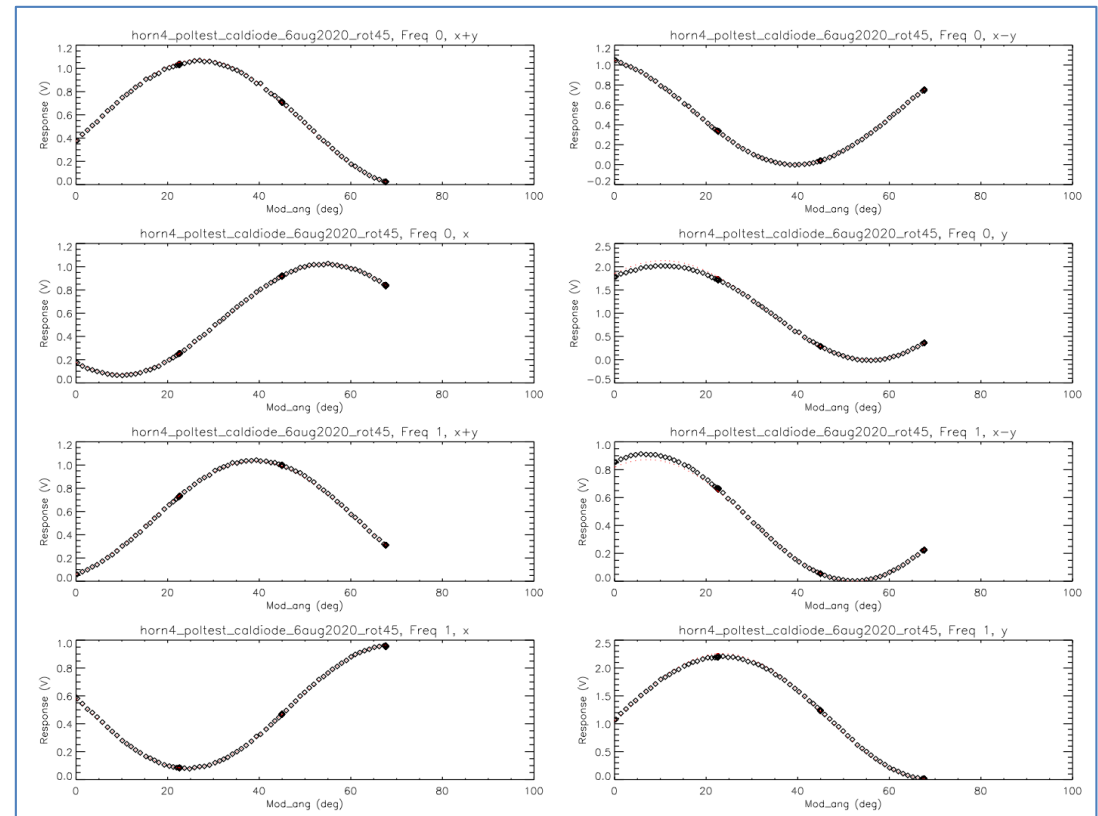 horn4_poltest_caldiode_6aug2020_rot45, Freq 0, x+y
Response (V)
1.2
1.0
0.8
0.6
0.4
0.2
0.0
0 20 40 60 80 100
Mod_ang (deg)
horn4_poltest_caldiode_6aug2020_rot45, Freq 0, x−y
Response (V)
1.2
1.0
0.8
0.6
0.4
0.2
0.0
−0.2
0 20 40 60 80 100
Mod_ang (deg)
horn4_poltest_caldiode_6aug2020_rot45, Freq 0, x
Response (V)
1.2
1.0
0.8
0.6
0.4
0.2
0.0
0 20 40 60 80 100
Mod_ang (deg)
horn4_poltest_caldiode_6aug2020_rot45, Freq 0, y
Response (V)
2.5
2.0
1.5
1.0
0.5
0.0
−0.5
0 20 40 60 80 100
Mod_ang (deg)
horn4_poltest_caldiode_6aug2020_rot45, Freq 1, x+y
Response (V)
1.2
1.0
0.8
0.6
0.4
0.2
0.0
0 20 40 60 80 100
Mod_ang (deg)
horn4_poltest_caldiode_6aug2020_rot45, Freq 1, x−y
Response (V)
1.0
0.8
0.6
0.4
0.2
0.0
0 20 40 60 80 100
Mod_ang (deg)
horn4_poltest_caldiode_6aug2020_rot45, Freq 1, x
Response (V)
1.0
0.8
0.6
0.4
0.2
0.0
0 20 40 60 80 100
Mod_ang (deg)
horn4_poltest_caldiode_6aug2020_rot45, Freq 1, y
Response (V)
2.5
2.0
1.5
1.0
0.5
0.0
0 20 40 60 80 100
Mod_ang (deg)